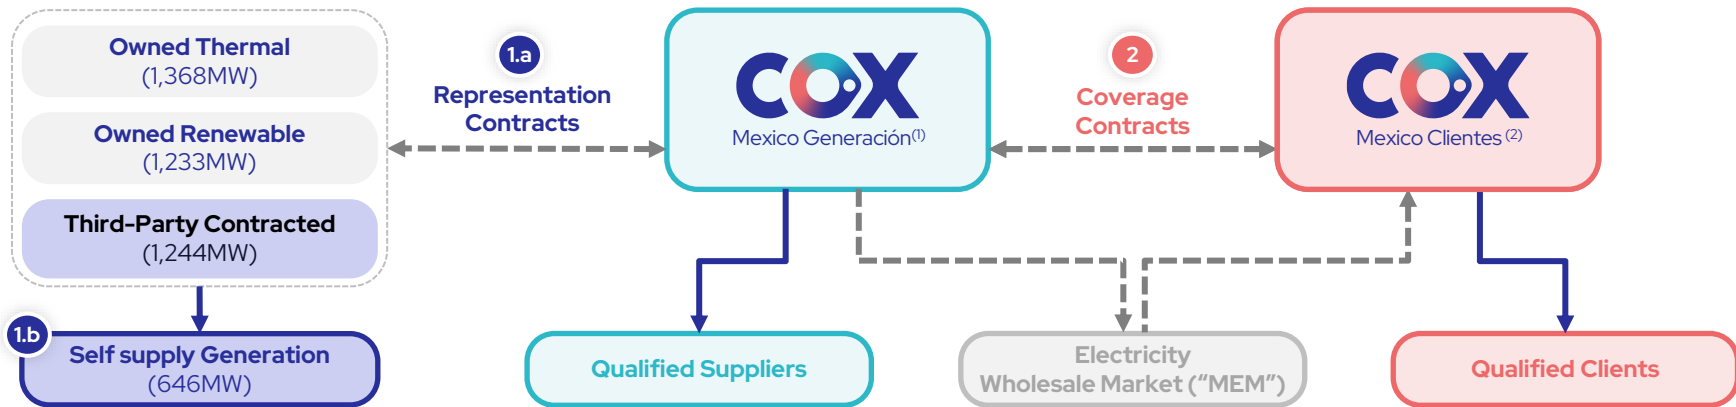 Owned Thermal
(1,368MW)
Owned Renewable
(1,233MW)
Third-Party Contracted
(1,244MW)
1.b
Self supply Generation
(646MW)
1.a
Representation
Contracts
COX
Mexico Generación(1)
2
Coverage
Contracts
COX
Mexico Clientes (2)
Qualified Suppliers
Electricity
Wholesale Market (“MEM”)
Qualified Clients